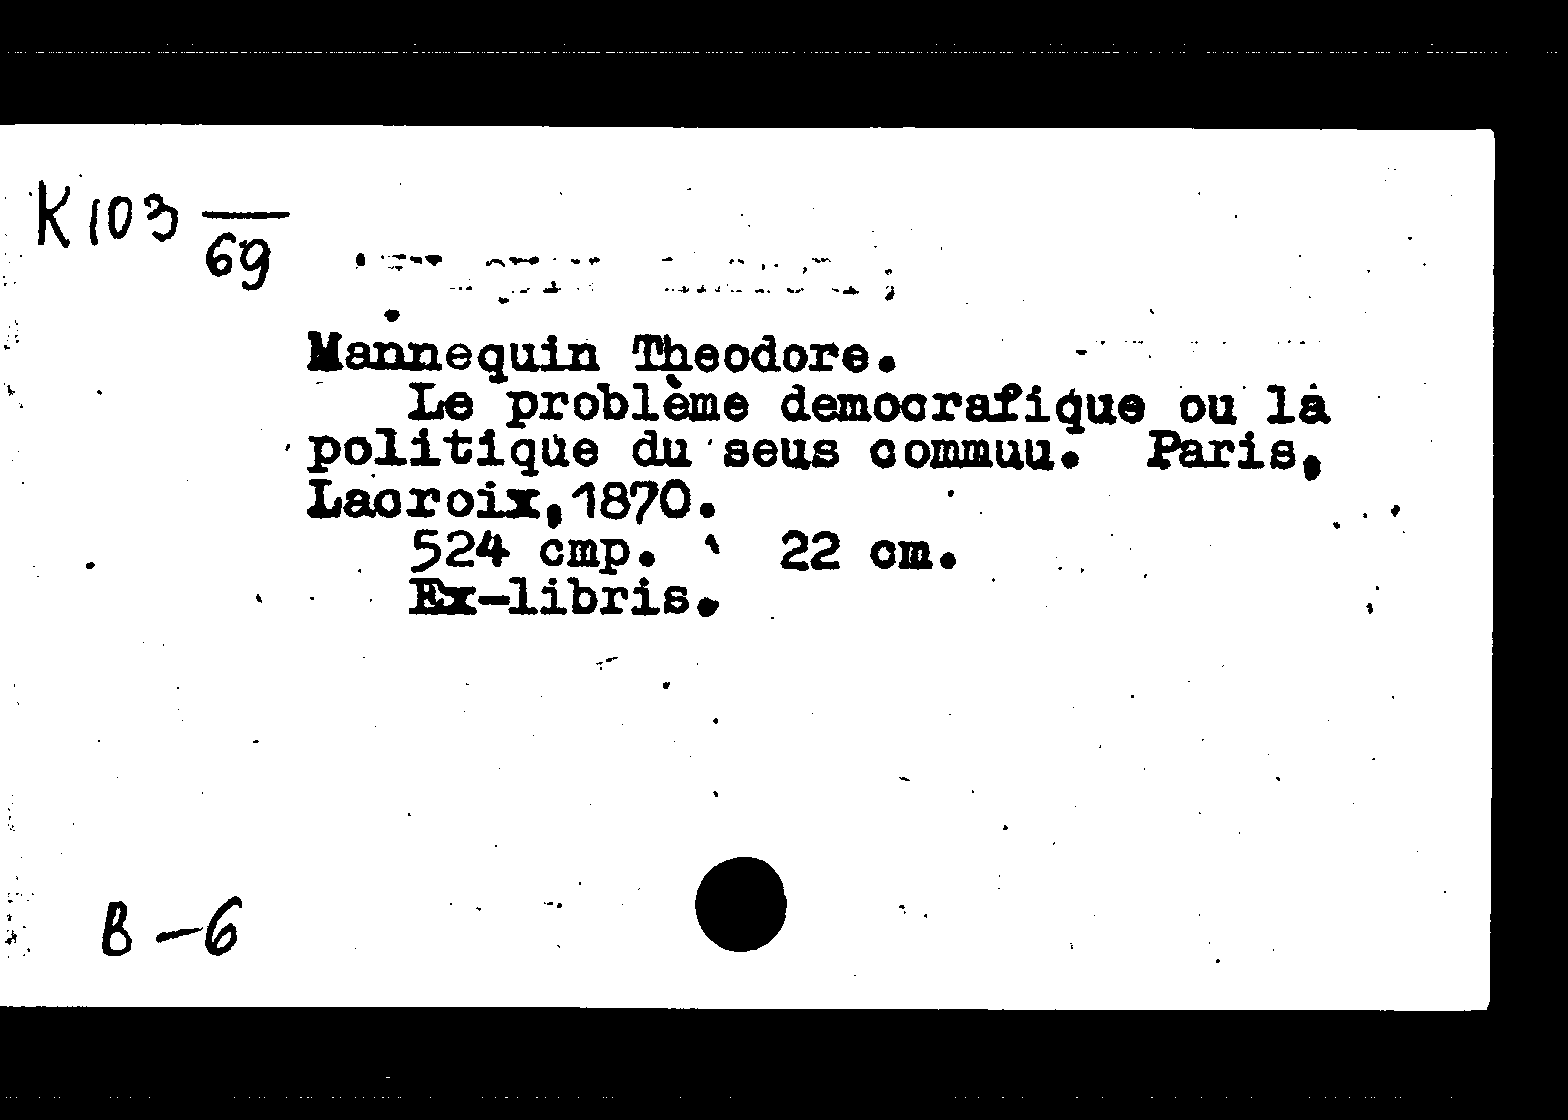 K 103 —
69
Mannequin Theodore.
Le problème democrafique ou la
politique du seus commuu. Paris,
Lacroix, 1870.
524 cmp. 22 cm.
Ex-libris.
B - 6